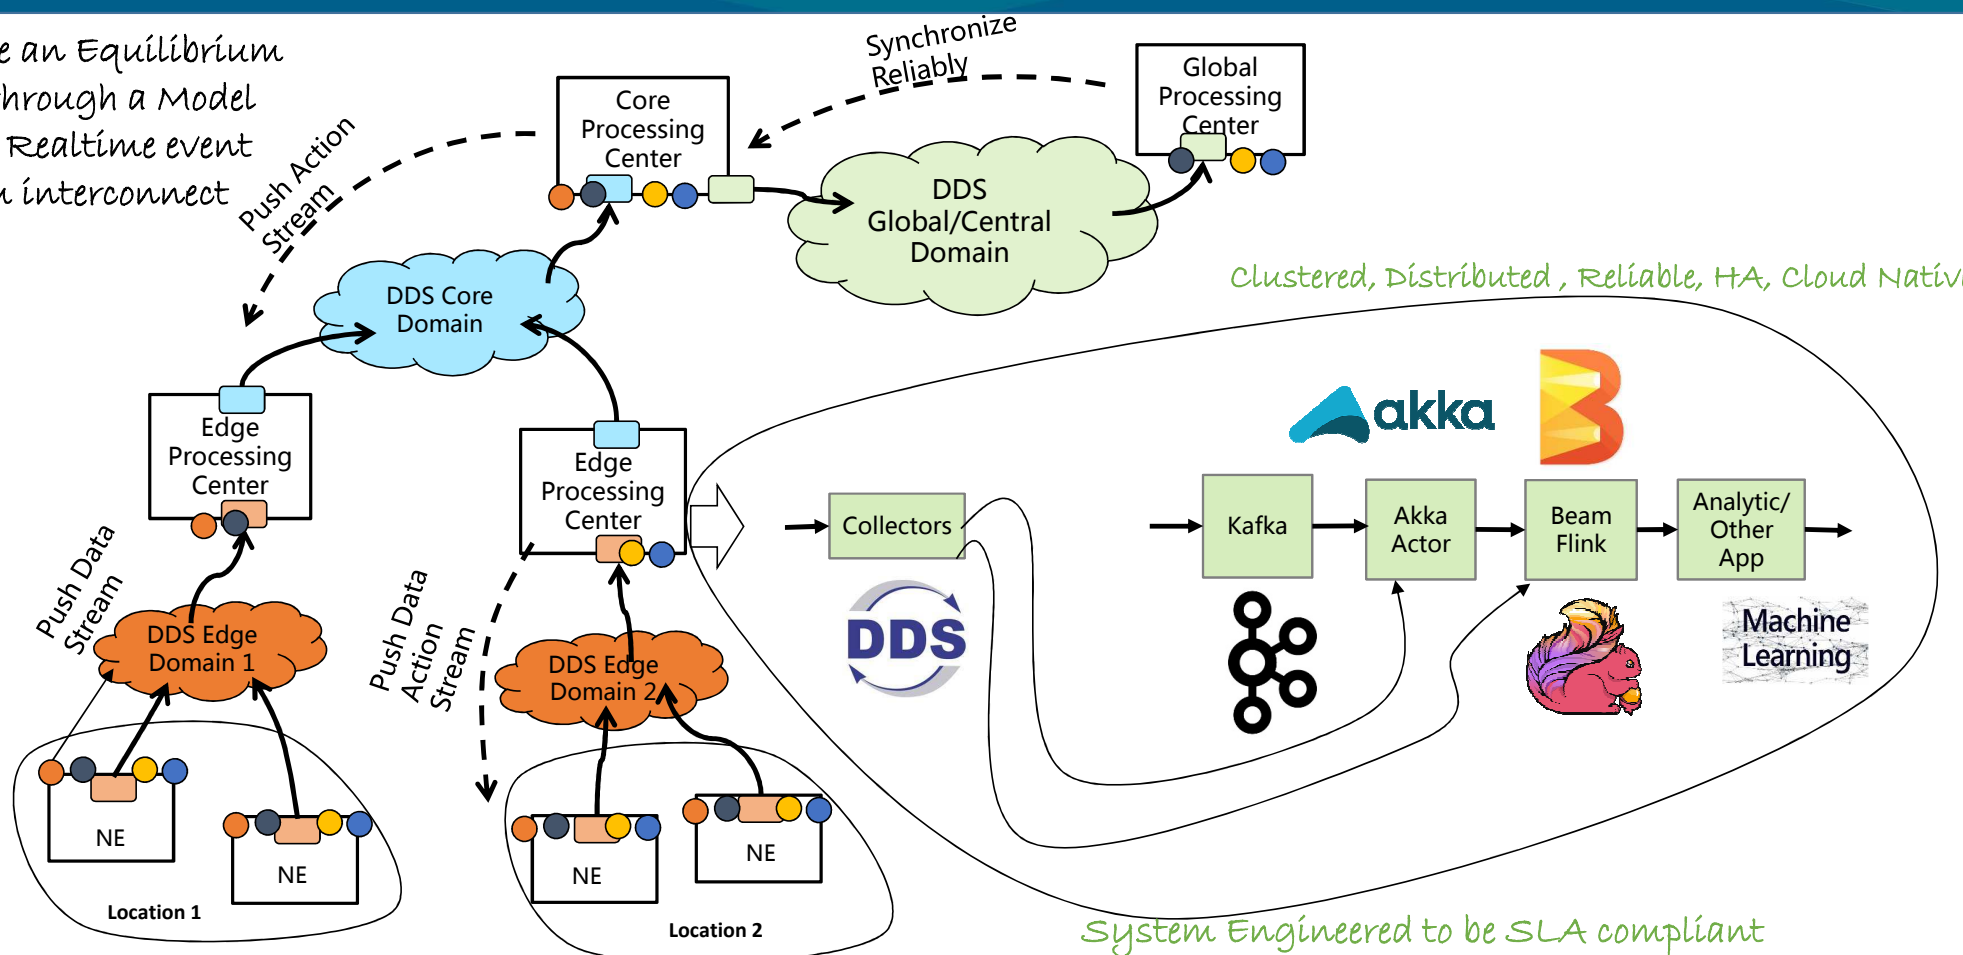 an Equilibrium
through a Model
Realtime event
interconnect
Push Action
Stream
Core
Processing
Center
Synchronize
Reliably
Global
Processing
Center
DDS
Global/Central
Domain
DDS Core
Domain
Clustered, Distributed , Reliable, HA, Cloud
Edge
Processing
Center
Edge
Processing
Center
Push Data
Stream
DDS Edge
Domain 1
Push Data
Action
Stream
DDS Edge
Domain 2
NE
NE
Location 1
NE
NE
Location 2
akka
Collectors
Kafka
Akka
Actor
Beam
Flink
Analytic/
Other
App
DDS
Machine
Learning
System Engineered to be SLA compliant